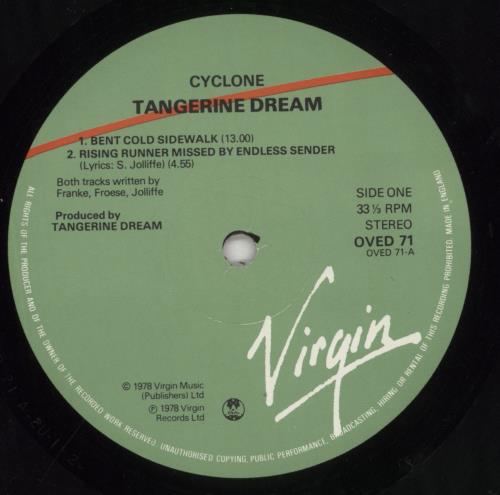 CYCLONE
TANGERINE DREAM
1. BENT COLD SIDEWALK (13.00)
2. RISING RUNNER MISSED BY ENDLESS SENDER
(Lyrics: S. Jolliffe) (4.55)
Both tracks written by
Franke, Froese, Jolliffe
Produced by
TANGERINE DREAM
SIDE ONE
33⅓ RPM
STEREO
OVED 71
OVED 71-A
Virgin
© 1978 Virgin Music
(Publishers) Ltd
℗ 1978 Virgin
Records Ltd
ALL RIGHTS OF THE PRODUCER AND OF THE OWNER OF THE RECORDED WORK RESERVED. UNAUTHORISED COPYING, PUBLIC PERFORMANCE, BROADCASTING, HIRING OR RENTAL OF THIS RECORDING PROHIBITED. MADE IN ENGLAND